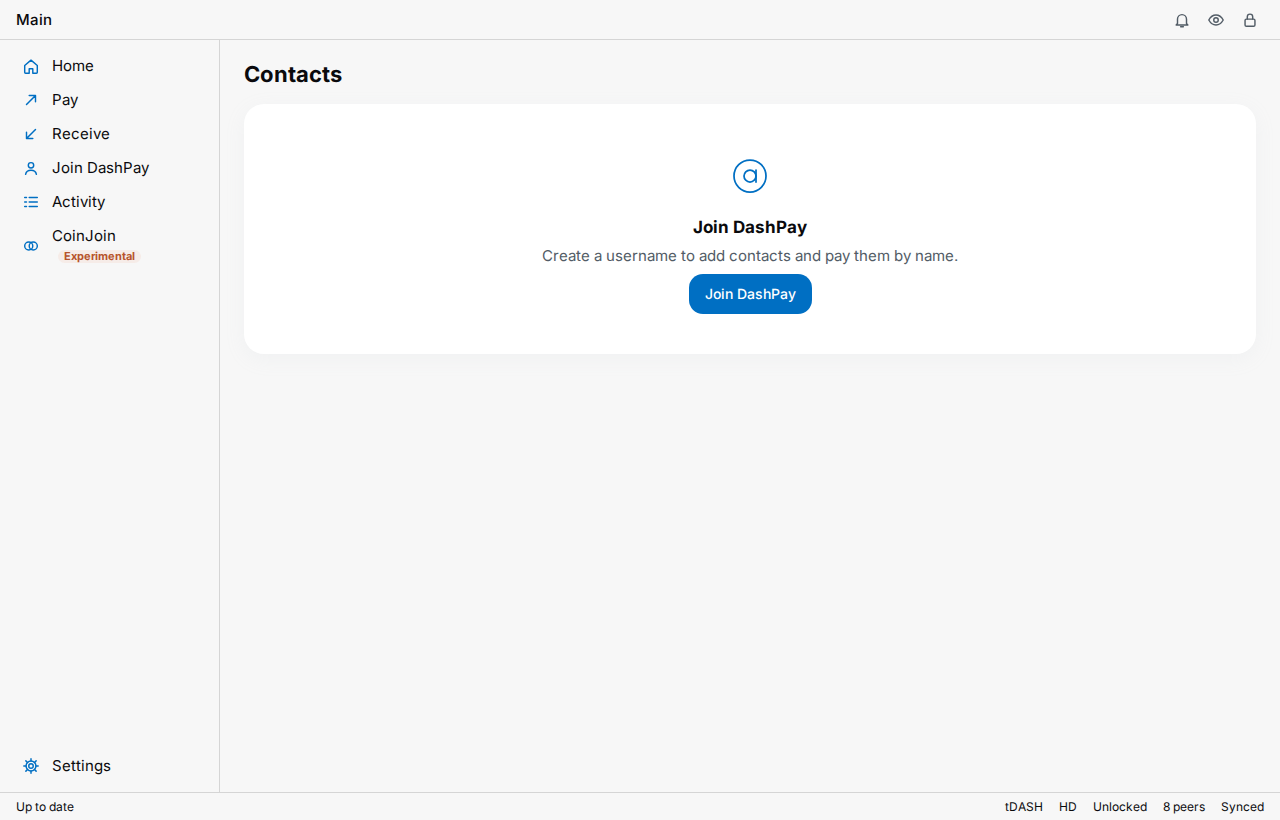 Main
Home
Pay
Receive
Join DashPay
Activity
CoinJoin
Experimental
Settings
Contacts
Join DashPay
Create a username to add contacts and pay them by name.
Join DashPay
Up to date
tDASH HD Unlocked 8 peers Synced